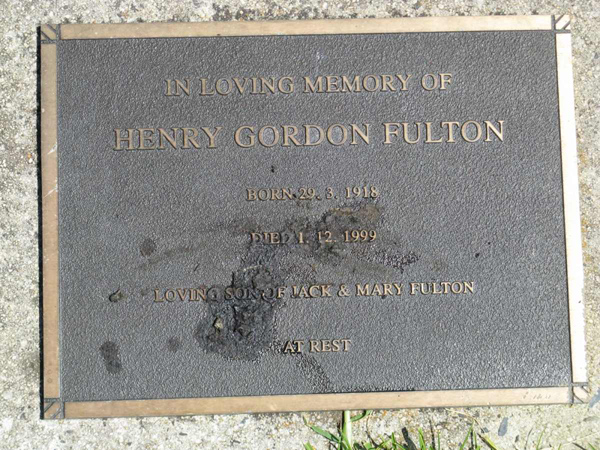 IN LOVING MEMORY OF
HENRY GORDON FULTON
BORN 29. 3. 1918
DIED 1. 12. 1999
LOVING SON OF JACK & MARY FULTON
AT REST